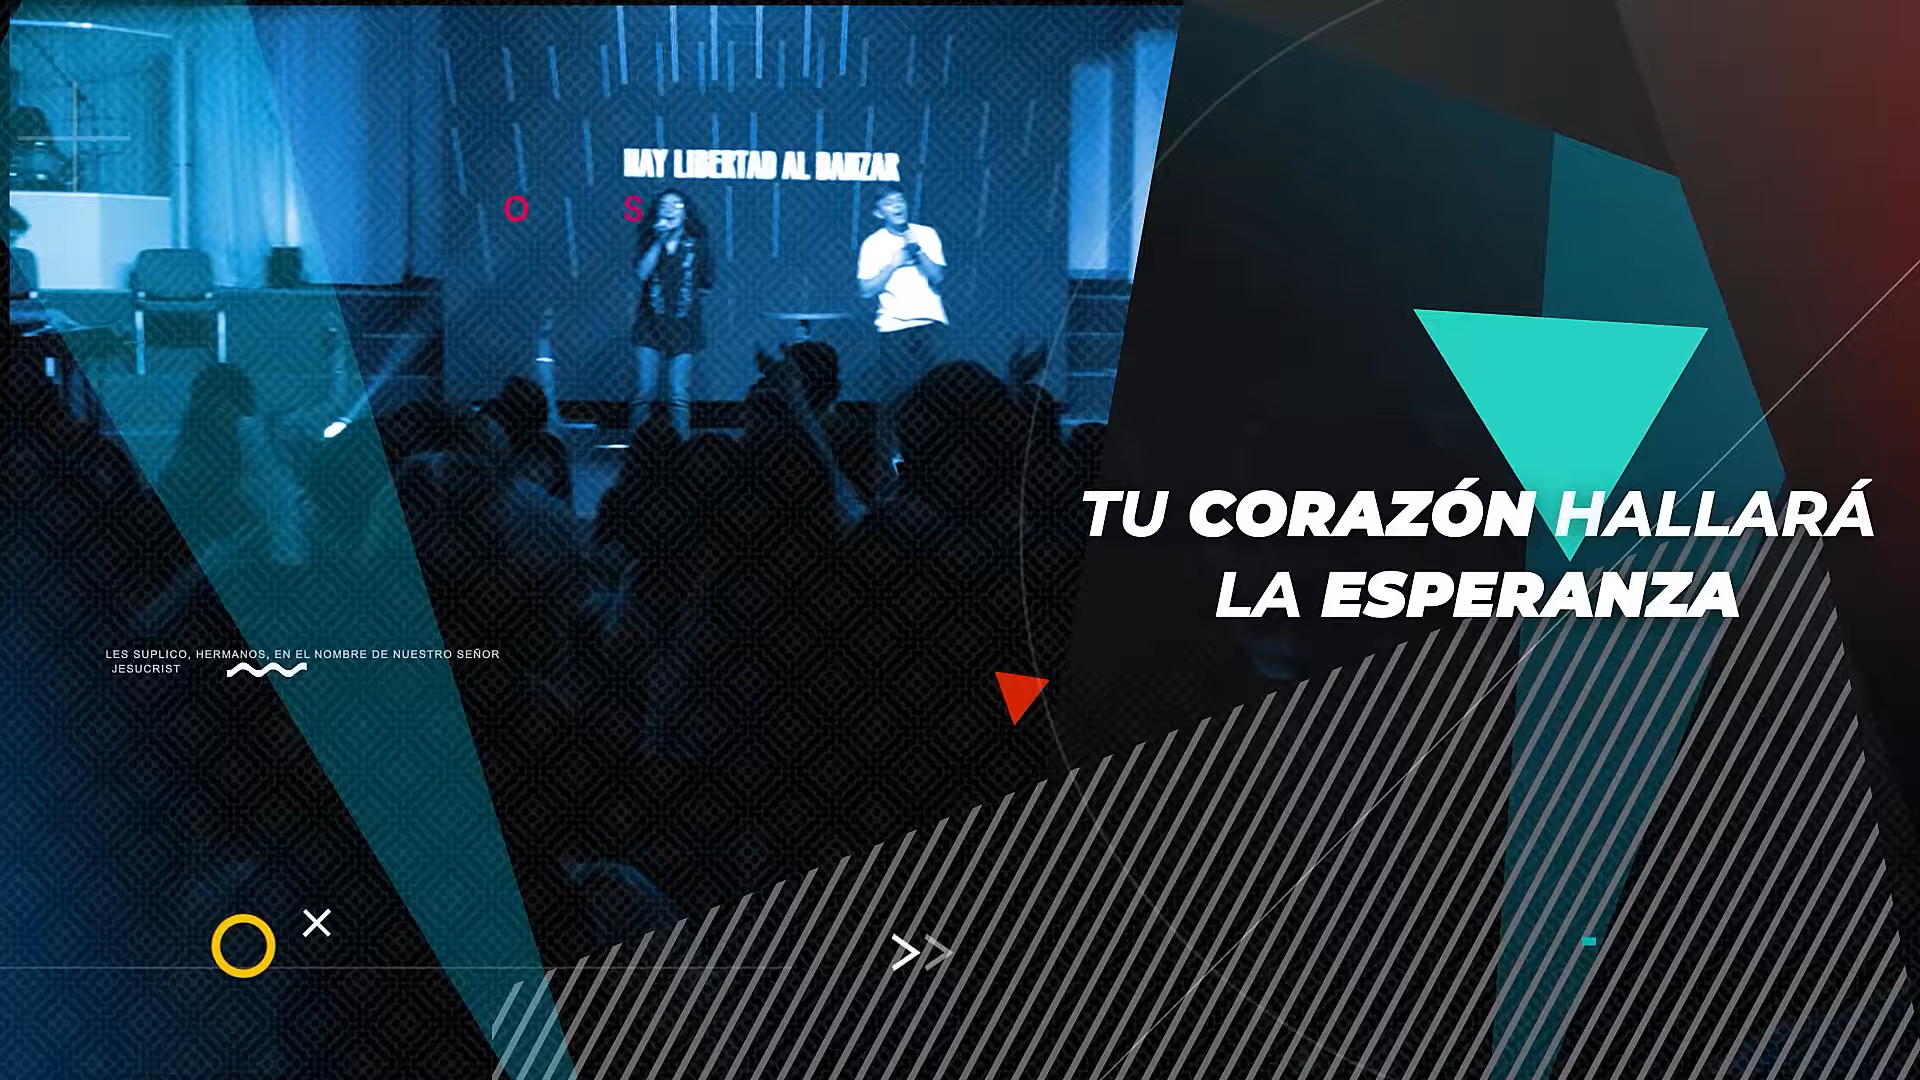 HAY LIBERTAD AL DANZAR
O S
TU CORAZÓN HALLARÁ
LA ESPERANZA
LES SUPLICO, HERMANOS, EN EL NOMBRE DE NUESTRO SEÑOR
JESUCRIST